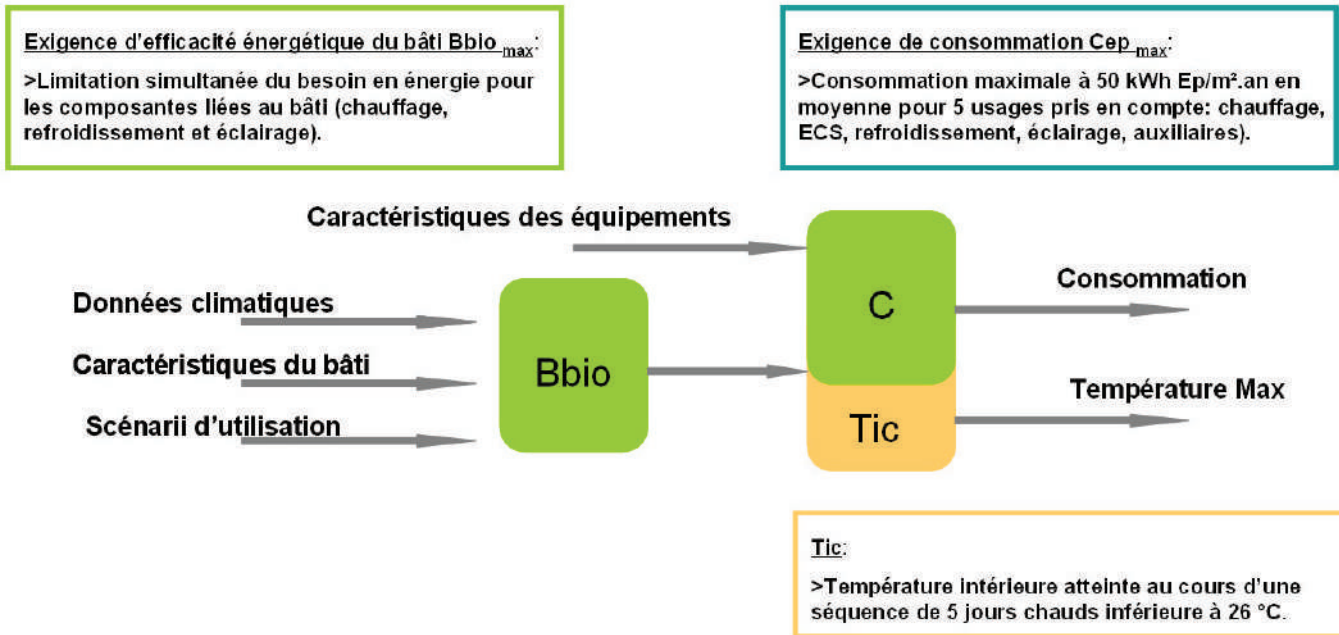 Exigence d'efficacité énergétique du bâti Bbio max:
>Limitation simultanée du besoin en énergie pour
les composantes liées au bâti (chauffage,
refroidissement et éclairage).
Exigence de consommation Cep max:
>Consommation maximale à 50 kWh Ep/m².an en
moyenne pour 5 usages pris en compte: chauffage,
ECS, refroidissement, éclairage, auxiliaires).
Caractéristiques des équipements
Données climatiques
Caractéristiques du bâti
Scénarii d'utilisation
Bbio
C
Tic
Consommation
Température Max
Tic:
>Température intérieure atteinte au cours d'une
séquence de 5 jours chauds inférieure à 26 °C.